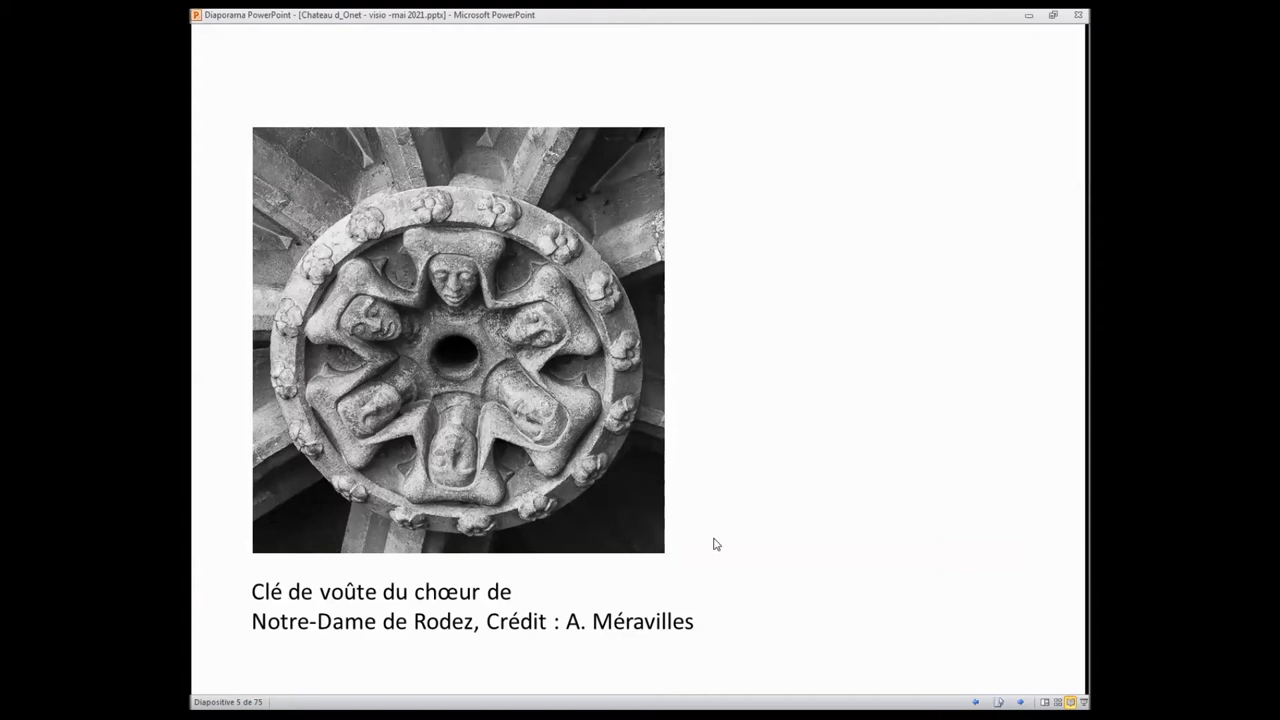 Diaporama PowerPoint - [Chateau d_Onet - visio -mai 2021.pptx] - Microsoft PowerPoint
Clé de voûte du chœur de
Notre-Dame de Rodez, Crédit : A. Méravilles
Diapositive 5 de 75